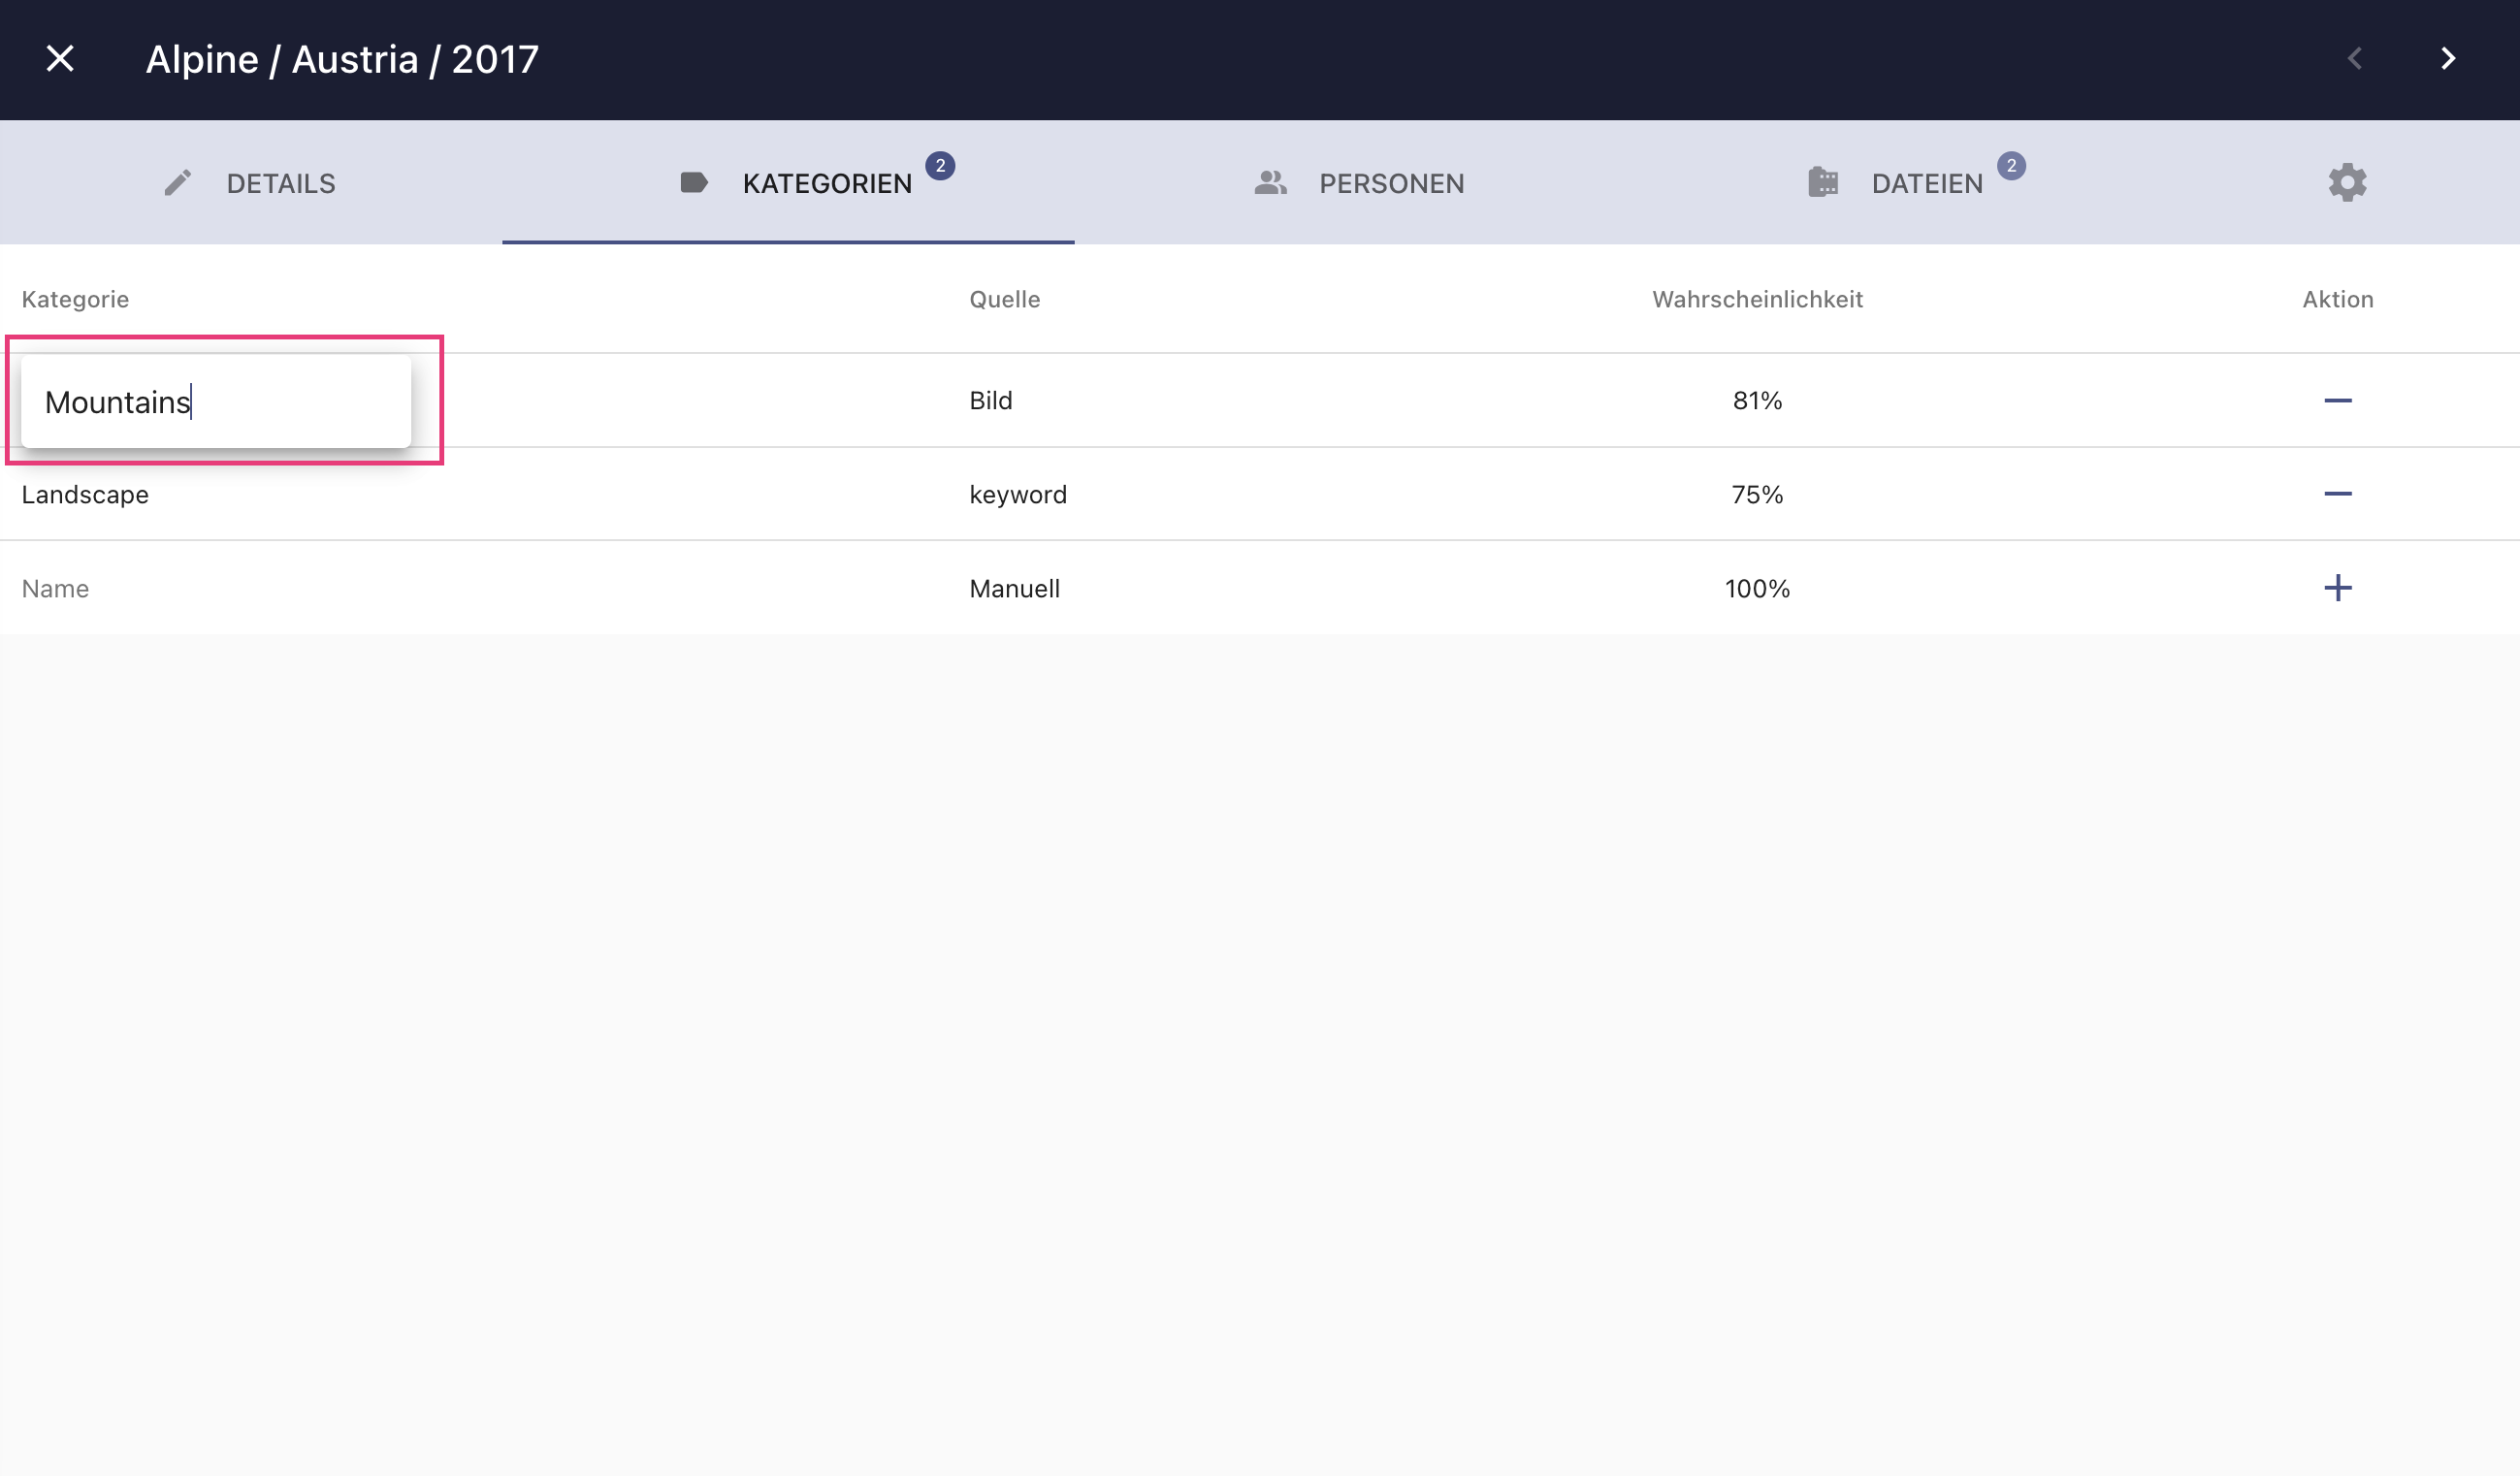 Alpine / Austria / 2017
DETAILS KATEGORIEN 2 PERSONEN DATEIEN 2
Kategorie Quelle Wahrscheinlichkeit Aktion
Mountains Bild 81%
Landscape keyword 75%
Name Manuell 100%